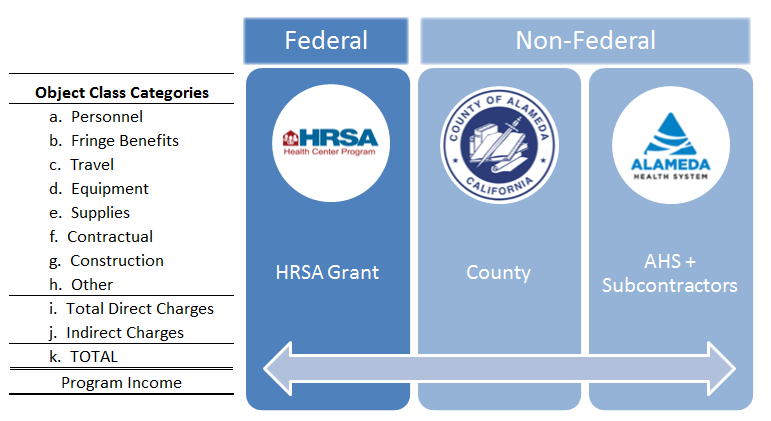 Federal
Non-Federal
Object Class Categories
a. Personnel
b. Fringe Benefits
c. Travel
d. Equipment
e. Supplies
f. Contractual
g. Construction
h. Other
i. Total Direct Charges
j. Indirect Charges
k. TOTAL
Program Income
HRSA
Health Center Program
HRSA Grant
COUNTY OF ALAMEDA
CALIFORNIA
County
ALAMEDA
HEALTH SYSTEM
AHS +
Subcontractors